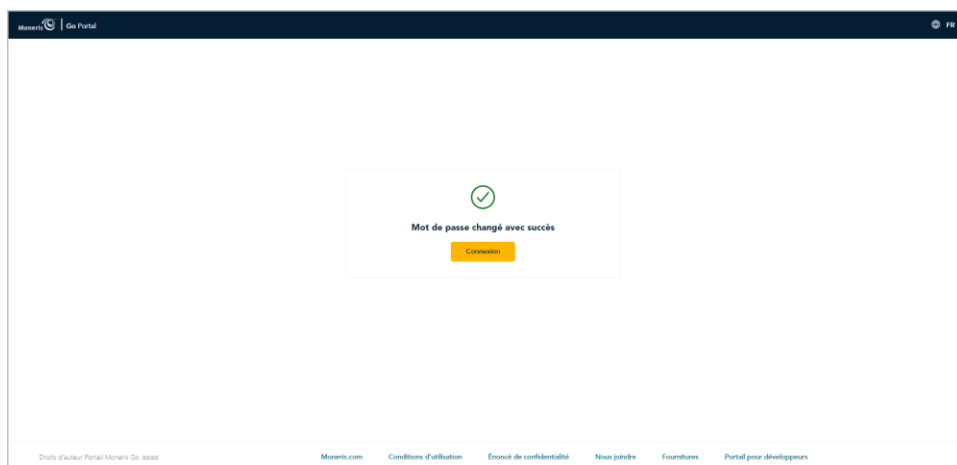 Moneris Go Portal FR
Mot de passe changé avec succès
Connexion
Droits d'auteur Portail Moneris Go
Moneris.com Conditions d'utilisation Énoncé de confidentialité Nous joindre Fournitures Portail pour développeurs